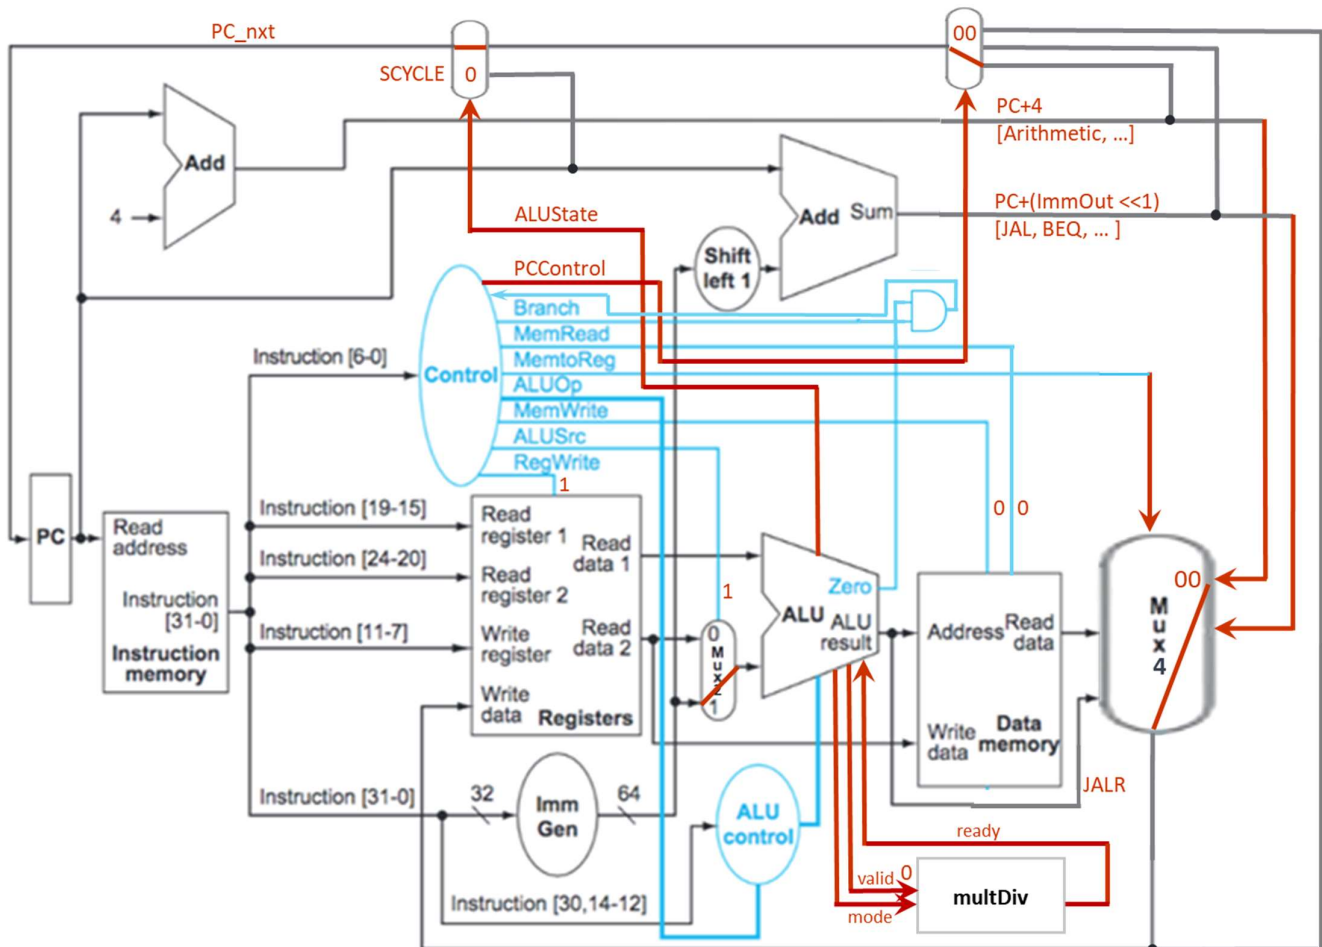 PC_nxt
00
SCYCLE
0
PC+4
[Arithmetic, ...]
Add
4
ALUState
Add
Sum
PC+(ImmOut <<1)
[JAL, BEQ, ... ]
Shift
left 1
PCControl
Branch
MemRead
MemtoReg
ALUOp
MemWrite
ALUSrc
RegWrite
Control
Instruction [6-0]
1
0
0
PC
Read
address
Instruction
[31-0]
Instruction
memory
Instruction [19-15]
Instruction [24-20]
Instruction [11-7]
Read
register 1
Read
register 2
Write
register
Write
data
Read
data 1
Read
data 2
Registers
1
0
M
u
x
1
Zero
ALU
ALU
result
Address
Read
data
Write
data
Data
memory
00
M
u
x
4
JALR
Instruction [31-0]
32
Imm
Gen
64
ALU
control
Instruction [30,14-12]
ready
valid
0
mode
multDiv